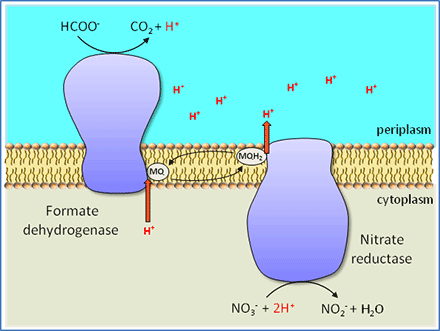 HCOO⁻ CO₂ + H⁺
H⁺
H⁺
H⁺
H⁺
H⁺
H⁺
H⁺
periplasm
MQH₂
MQ
cytoplasm
Formate
dehydrogenase
H⁺
Nitrate
reductase
NO₃⁻ + 2H⁺ NO₂⁻ + H₂O